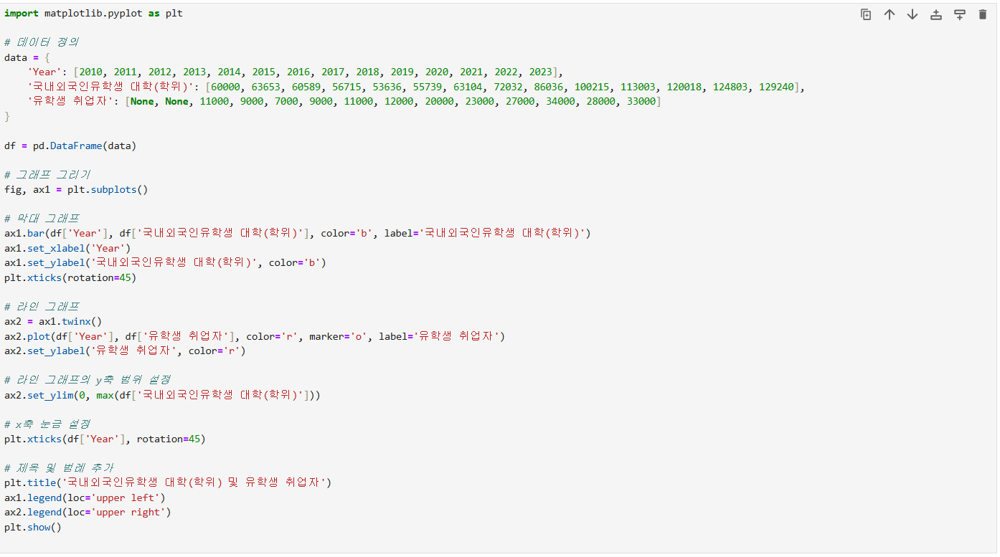 import matplotlib.pyplot as plt
# 데이터 정의
data = {
    'Year': [2010, 2011, 2012, 2013, 2014, 2015, 2016, 2017, 2018, 2019, 2020, 2021, 2022, 2023],
    '국내외국인유학생 대학(학위)': [60000, 63653, 60589, 56715, 53636, 55739, 63104, 72032, 86036, 100215, 113003, 120018, 124803, 129240],
    '유학생 취업자': [None, None, 11000, 9000, 7000, 9000, 11000, 12000, 20000, 23000, 27000, 34000, 28000, 33000]
}
df = pd.DataFrame(data)
# 그래프 그리기
fig, ax1 = plt.subplots()
# 막대 그래프
ax1.bar(df['Year'], df['국내외국인유학생 대학(학위)'], color='b', label='국내외국인유학생 대학(학위)')
ax1.set_xlabel('Year')
ax1.set_ylabel('국내외국인유학생 대학(학위)', color='b')
plt.xticks(rotation=45)
# 라인 그래프
ax2 = ax1.twinx()
ax2.plot(df['Year'], df['유학생 취업자'], color='r', marker='o', label='유학생 취업자')
ax2.set_ylabel('유학생 취업자', color='r')
# 라인 그래프의 y축 범위 설정
ax2.set_ylim(0, max(df['국내외국인유학생 대학(학위)']))
# x축 눈금 설정
plt.xticks(df['Year'], rotation=45)
# 제목 및 범례 추가
plt.title('국내외국인유학생 대학(학위) 및 유학생 취업자')
ax1.legend(loc='upper left')
ax2.legend(loc='upper right')
plt.show()